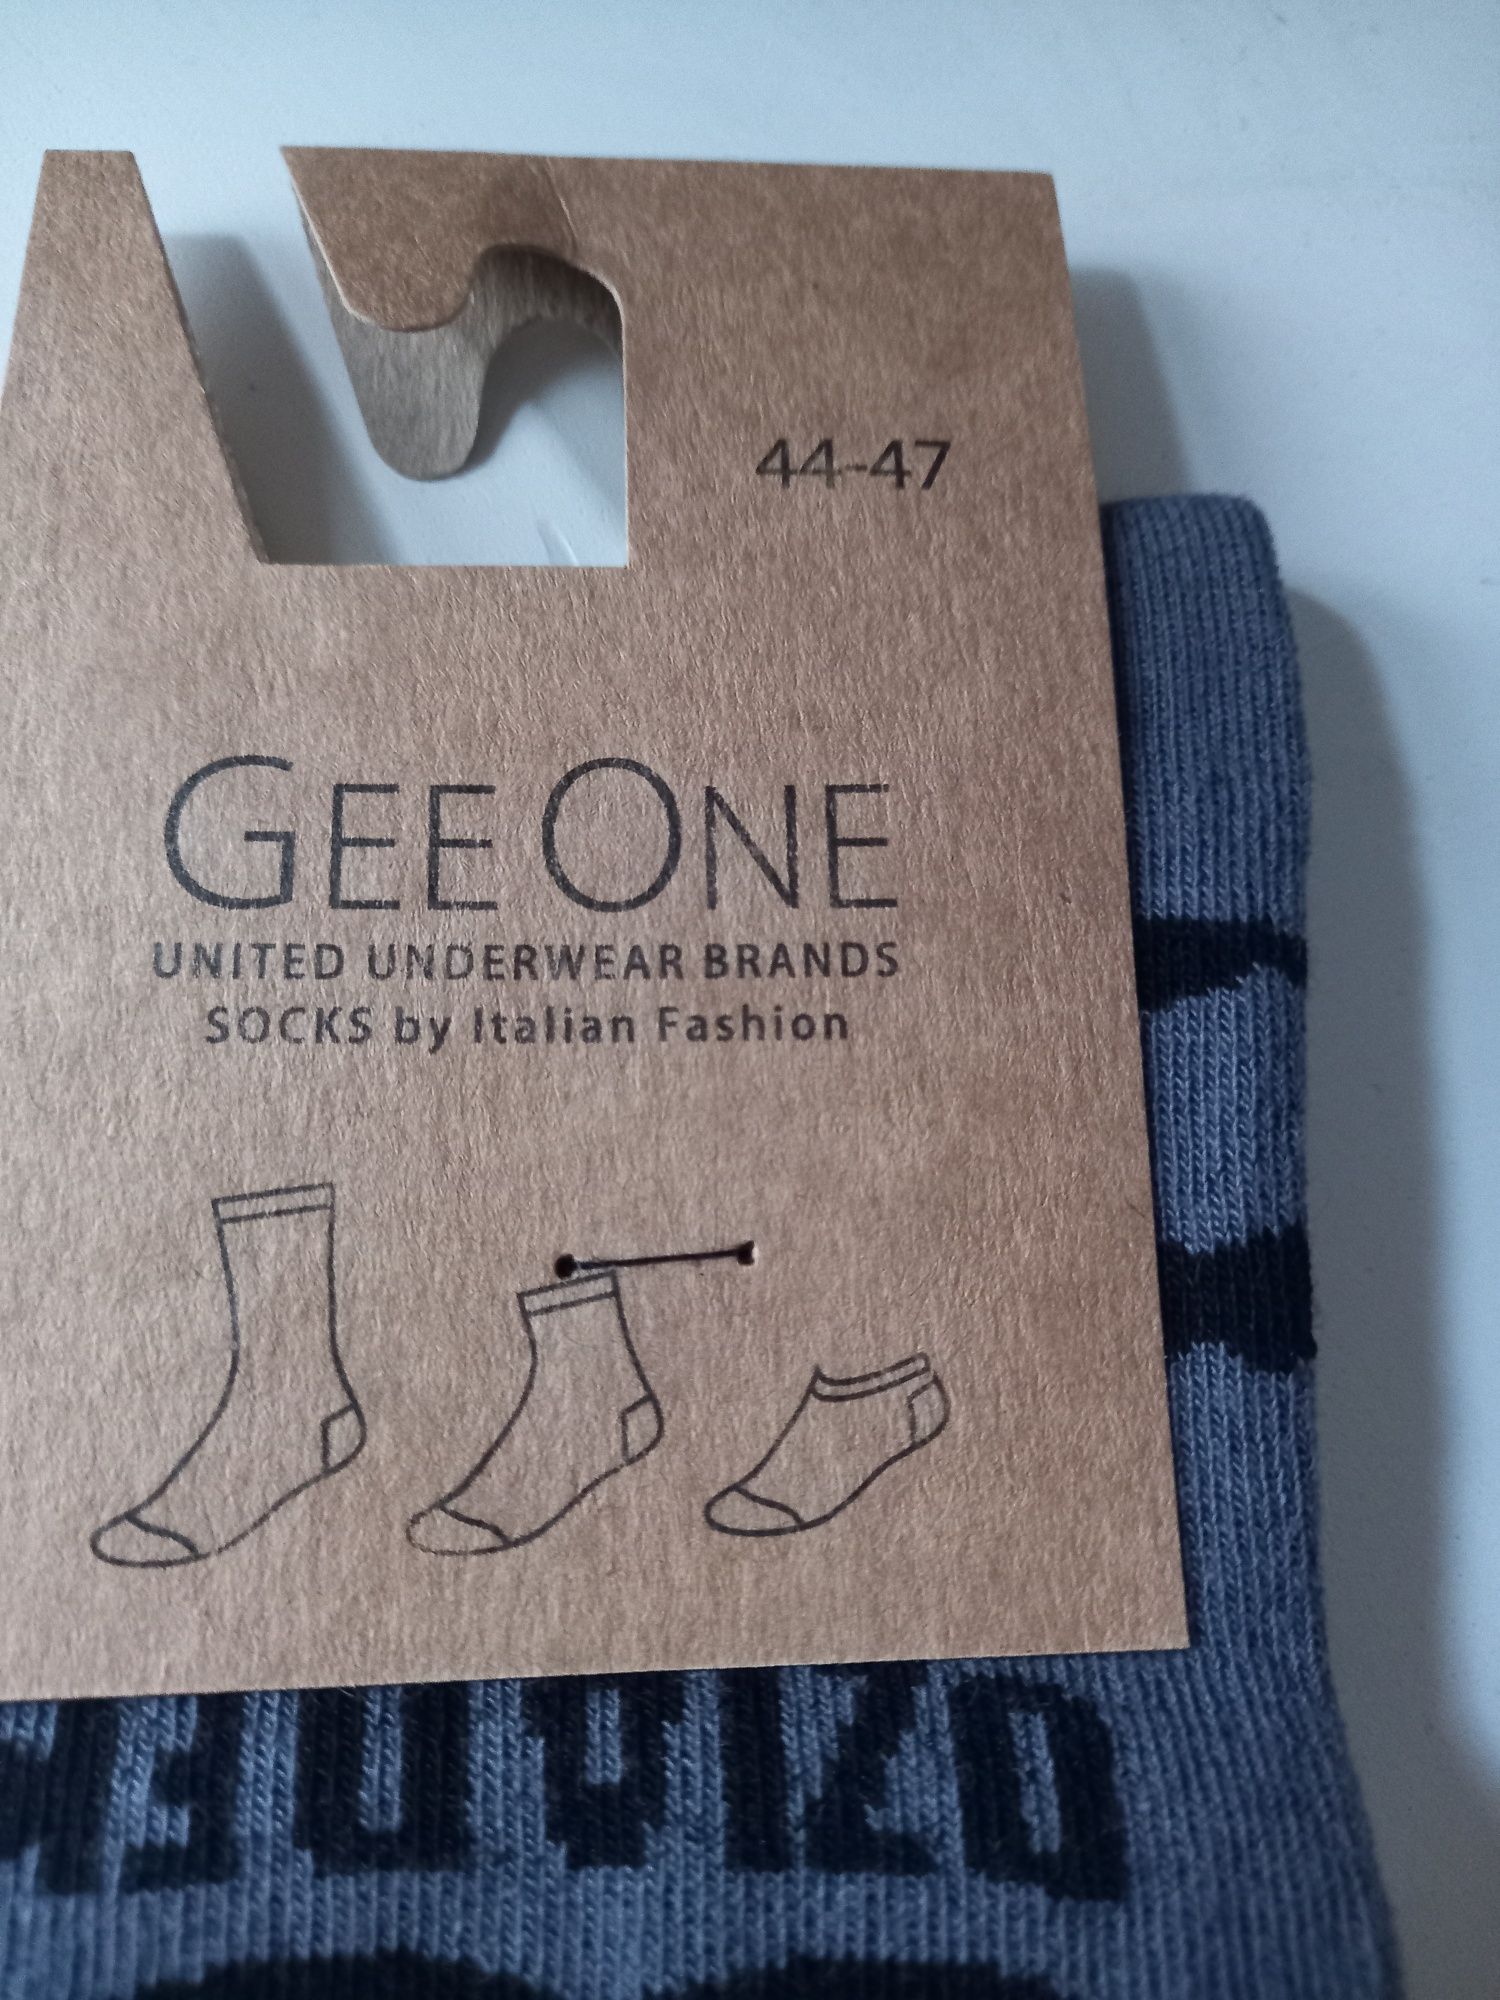 44-47
GEE ONE
UNITED UNDERWEAR BRANDS
SOCKS by Italian Fashion